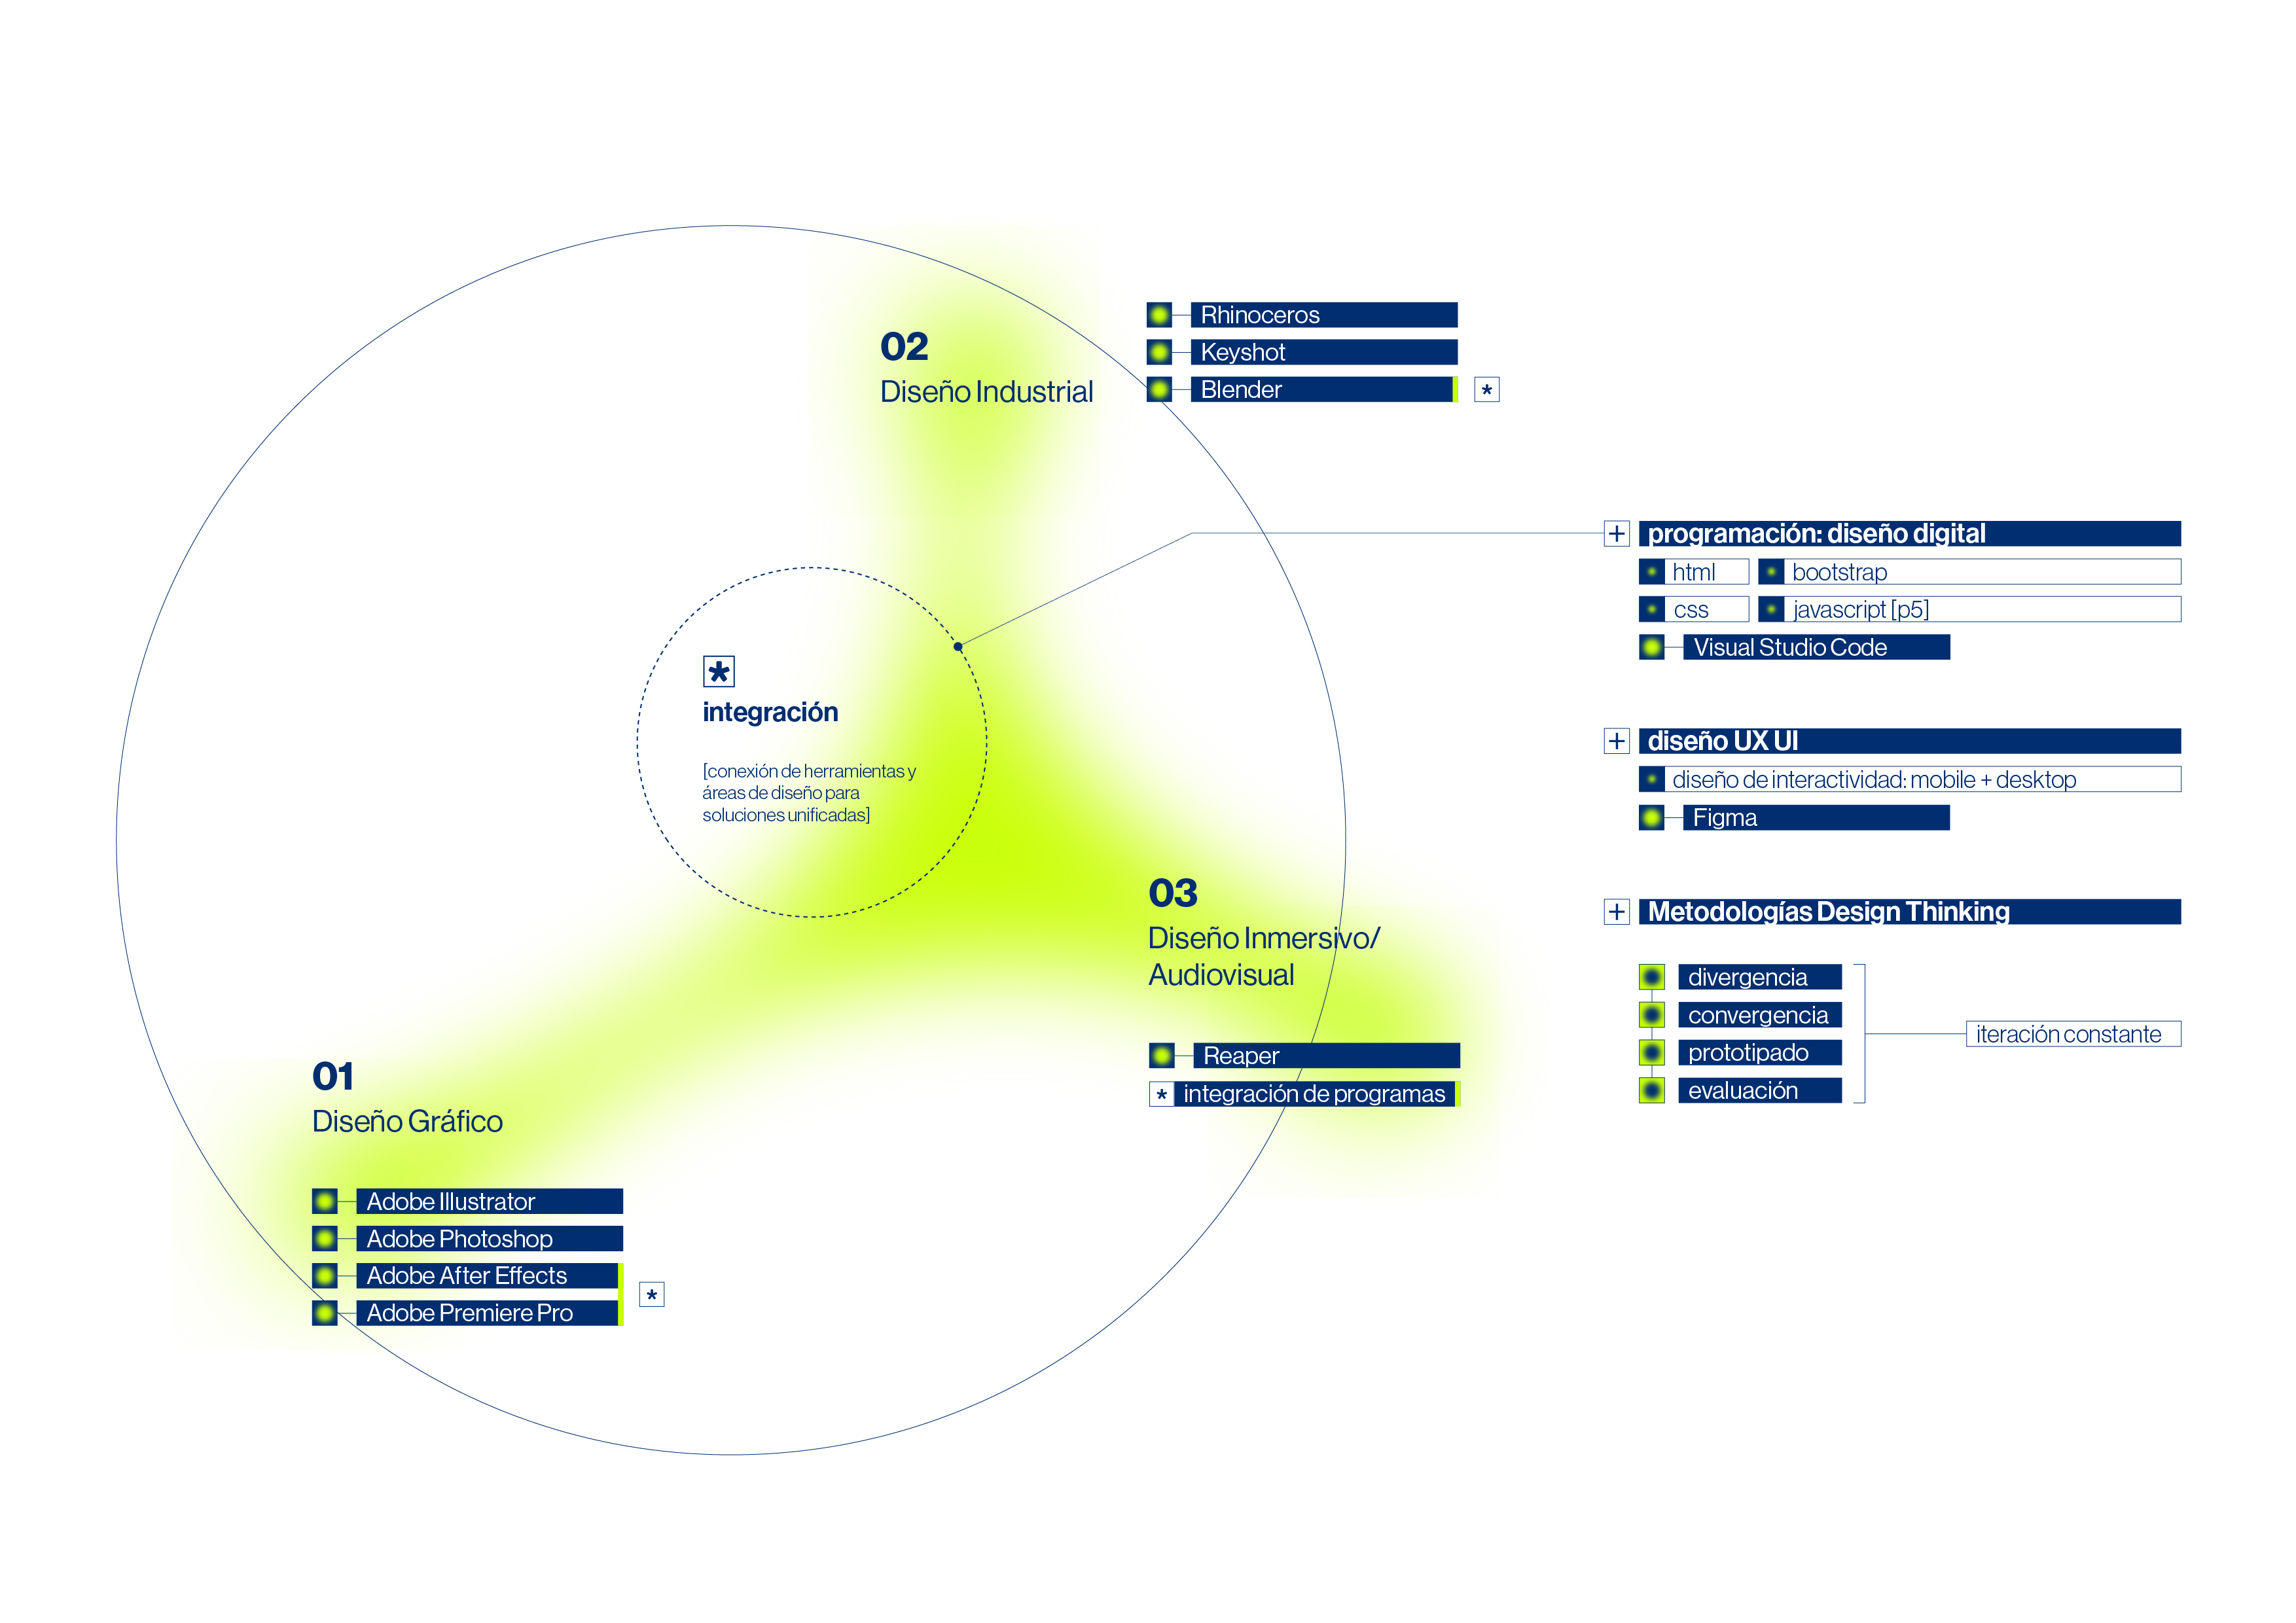 02
Diseño Industrial
Rhinoceros
Keyshot
Blender
*
*
integración
[conexión de herramientas y
áreas de diseño para
soluciones unificadas]
03
Diseño Inmersivo/
Audiovisual
Reaper
* integración de programas
01
Diseño Gráfico
Adobe Illustrator
Adobe Photoshop
Adobe After Effects
Adobe Premiere Pro
*
+ programación: diseño digital
html bootstrap
css javascript [p5]
Visual Studio Code
+ diseño UX UI
diseño de interactividad: mobile + desktop
Figma
+ Metodologías Design Thinking
divergencia
convergencia
prototipado
evaluación
iteración constante